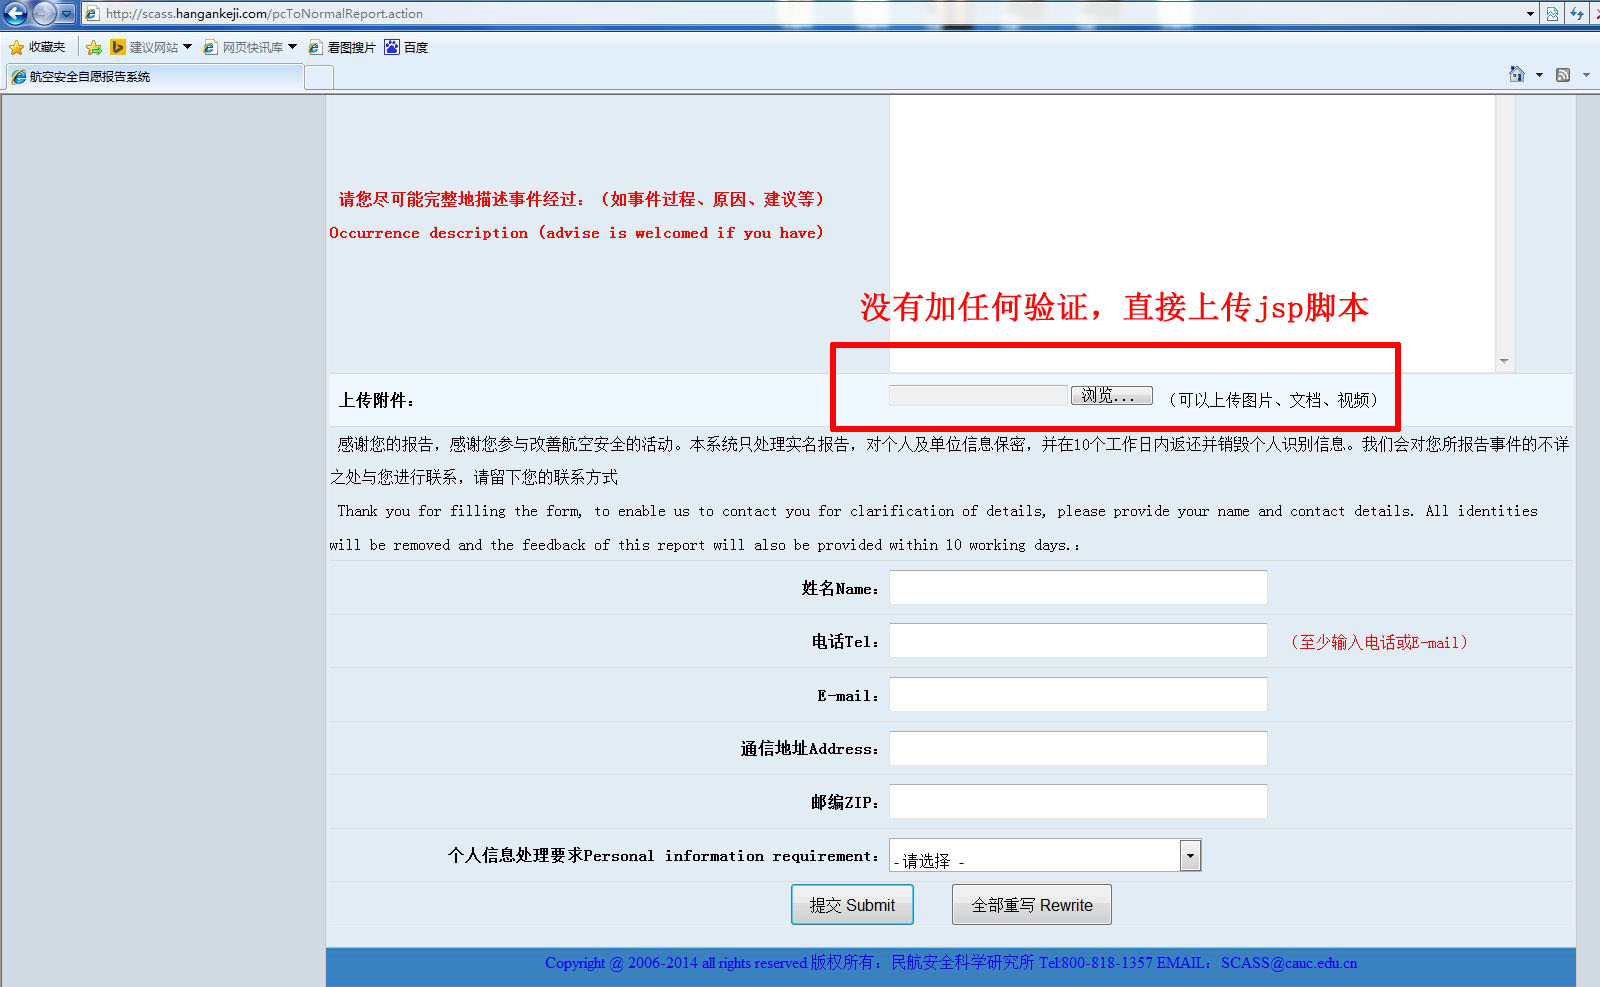 http://scass.hangankeji.com/pcToNormalReport.action
收藏夹 建议网站 网页快讯库 看图搜片 百度
航空安全自愿报告系统
请您尽可能完整地描述事件经过：（如事件过程、原因、建议等）
Occurrence description (advise is welcomed if you have)
没有加任何验证，直接上传jsp脚本
上传附件： 浏览... （可以上传图片、文档、视频）
感谢您的报告，感谢您参与改善航空安全的活动。本系统只处理实名报告，对个人及单位信息保密，并在10个工作日内返还并销毁个人识别信息。我们会对您所报告事件的不详
之处与您进行联系，请留下您的联系方式
Thank you for filling the form, to enable us to contact you for clarification of details, please provide your name and contact details. All identities
will be removed and the feedback of this report will also be provided within 10 working days.：
姓名Name：
电话Tel： （至少输入电话或E-mail）
E-mail：
通信地址Address：
邮编ZIP：
个人信息处理要求Personal information requirement： -请选择 -
提交 Submit 全部重写 Rewrite
Copyright @ 2006-2014 all rights reserved 版权所有：民航安全科学研究所 Tel:800-818-1357 EMAIL：SCASS@cauc.edu.cn